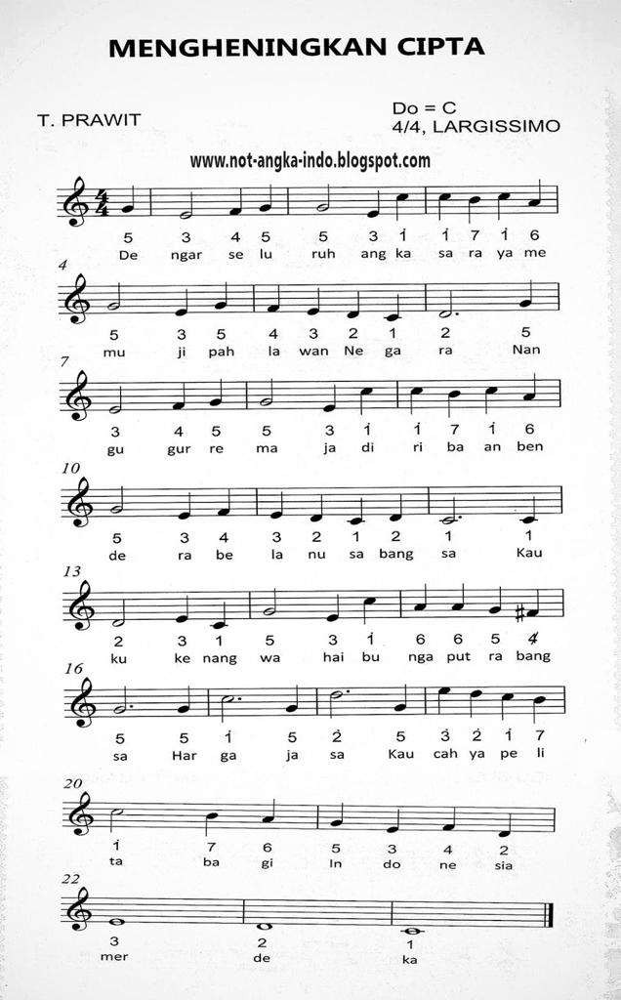 MENGHENINGKAN CIPTA
T. PRAWIT
Do = C
4/4, LARGISSIMO
www.not-angka-indo.blogspot.com
4
4
5 3 4 5 5 3 1̇ 1̇ 7 1̇ 6
De ngar se lu ruh ang ka sa ra ya me
4
5 3 5 4 3 2 1 2 5
mu ji pah la wan Ne ga ra Nan
7
3 4 5 5 3 1̇ 1̇ 7 1̇ 6
gu gur re ma ja di ri ba an ben
10
5 3 4 3 2 1 2 1 1
de ra be la nu sa bang sa Kau
13
2 3 1 5 3 1̇ 6 6 5 4̸
ku ke nang wa hai bu nga put ra bang
16
5 5 1̇ 5 2̇ 5 3̇ 2̇ 1̇ 7
sa Har ga ja sa Kau cah ya pe li
20
1̇ 7 6 5 3 4 2
ta ba gi In do ne sia
22
3 2 1
mer de ka